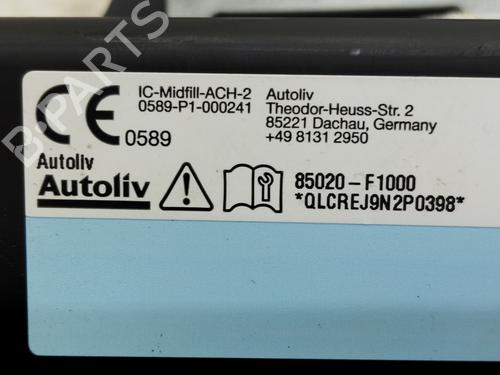 IC-Midfill-ACH-2
0589-P1-000241
Autoliv
Theodor-Heuss-Str. 2
85221 Dachau, Germany
+49 8131 2950
CE
0589
Autoliv
Autoliv
85020-F1000
*QLCREJ9N2P0398*
B-PARTS